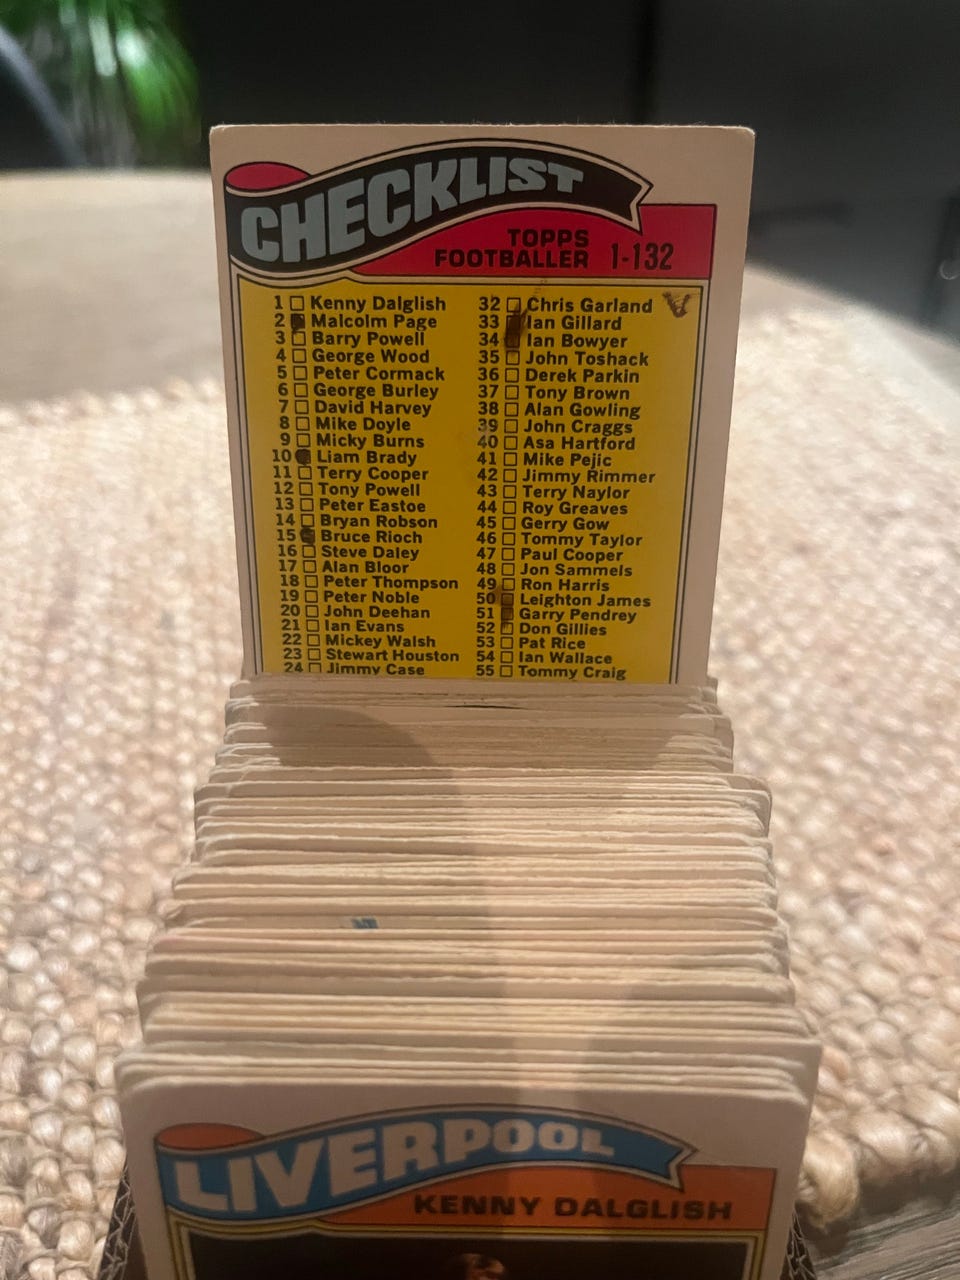 CHECKLIST
TOPPS
FOOTBALLER 1-132
1 Kenny Dalglish
2 Malcolm Page
3 Barry Powell
4 George Wood
5 Peter Cormack
6 George Burley
7 David Harvey
8 Mike Doyle
9 Micky Burns
10 Liam Brady
11 Terry Cooper
12 Tony Powell
13 Peter Eastoe
14 Bryan Robson
15 Bruce Rioch
16 Steve Daley
17 Alan Bloor
18 Peter Thompson
19 Peter Noble
20 John Deehan
21 Ian Evans
22 Mickey Walsh
23 Stewart Houston
24 Jimmy Case
32 Chris Garland
33 Ian Gillard
34 Ian Bowyer
35 John Toshack
36 Derek Parkin
37 Tony Brown
38 Alan Gowling
39 John Craggs
40 Asa Hartford
41 Mike Pejic
42 Jimmy Rimmer
43 Terry Naylor
44 Roy Greaves
45 Gerry Gow
46 Tommy Taylor
47 Paul Cooper
48 Jon Sammels
49 Ron Harris
50 Leighton James
51 Garry Pendrey
52 Don Gillies
53 Pat Rice
54 Ian Wallace
55 Tommy Craig
LIVERPOOL
KENNY DALGLISH